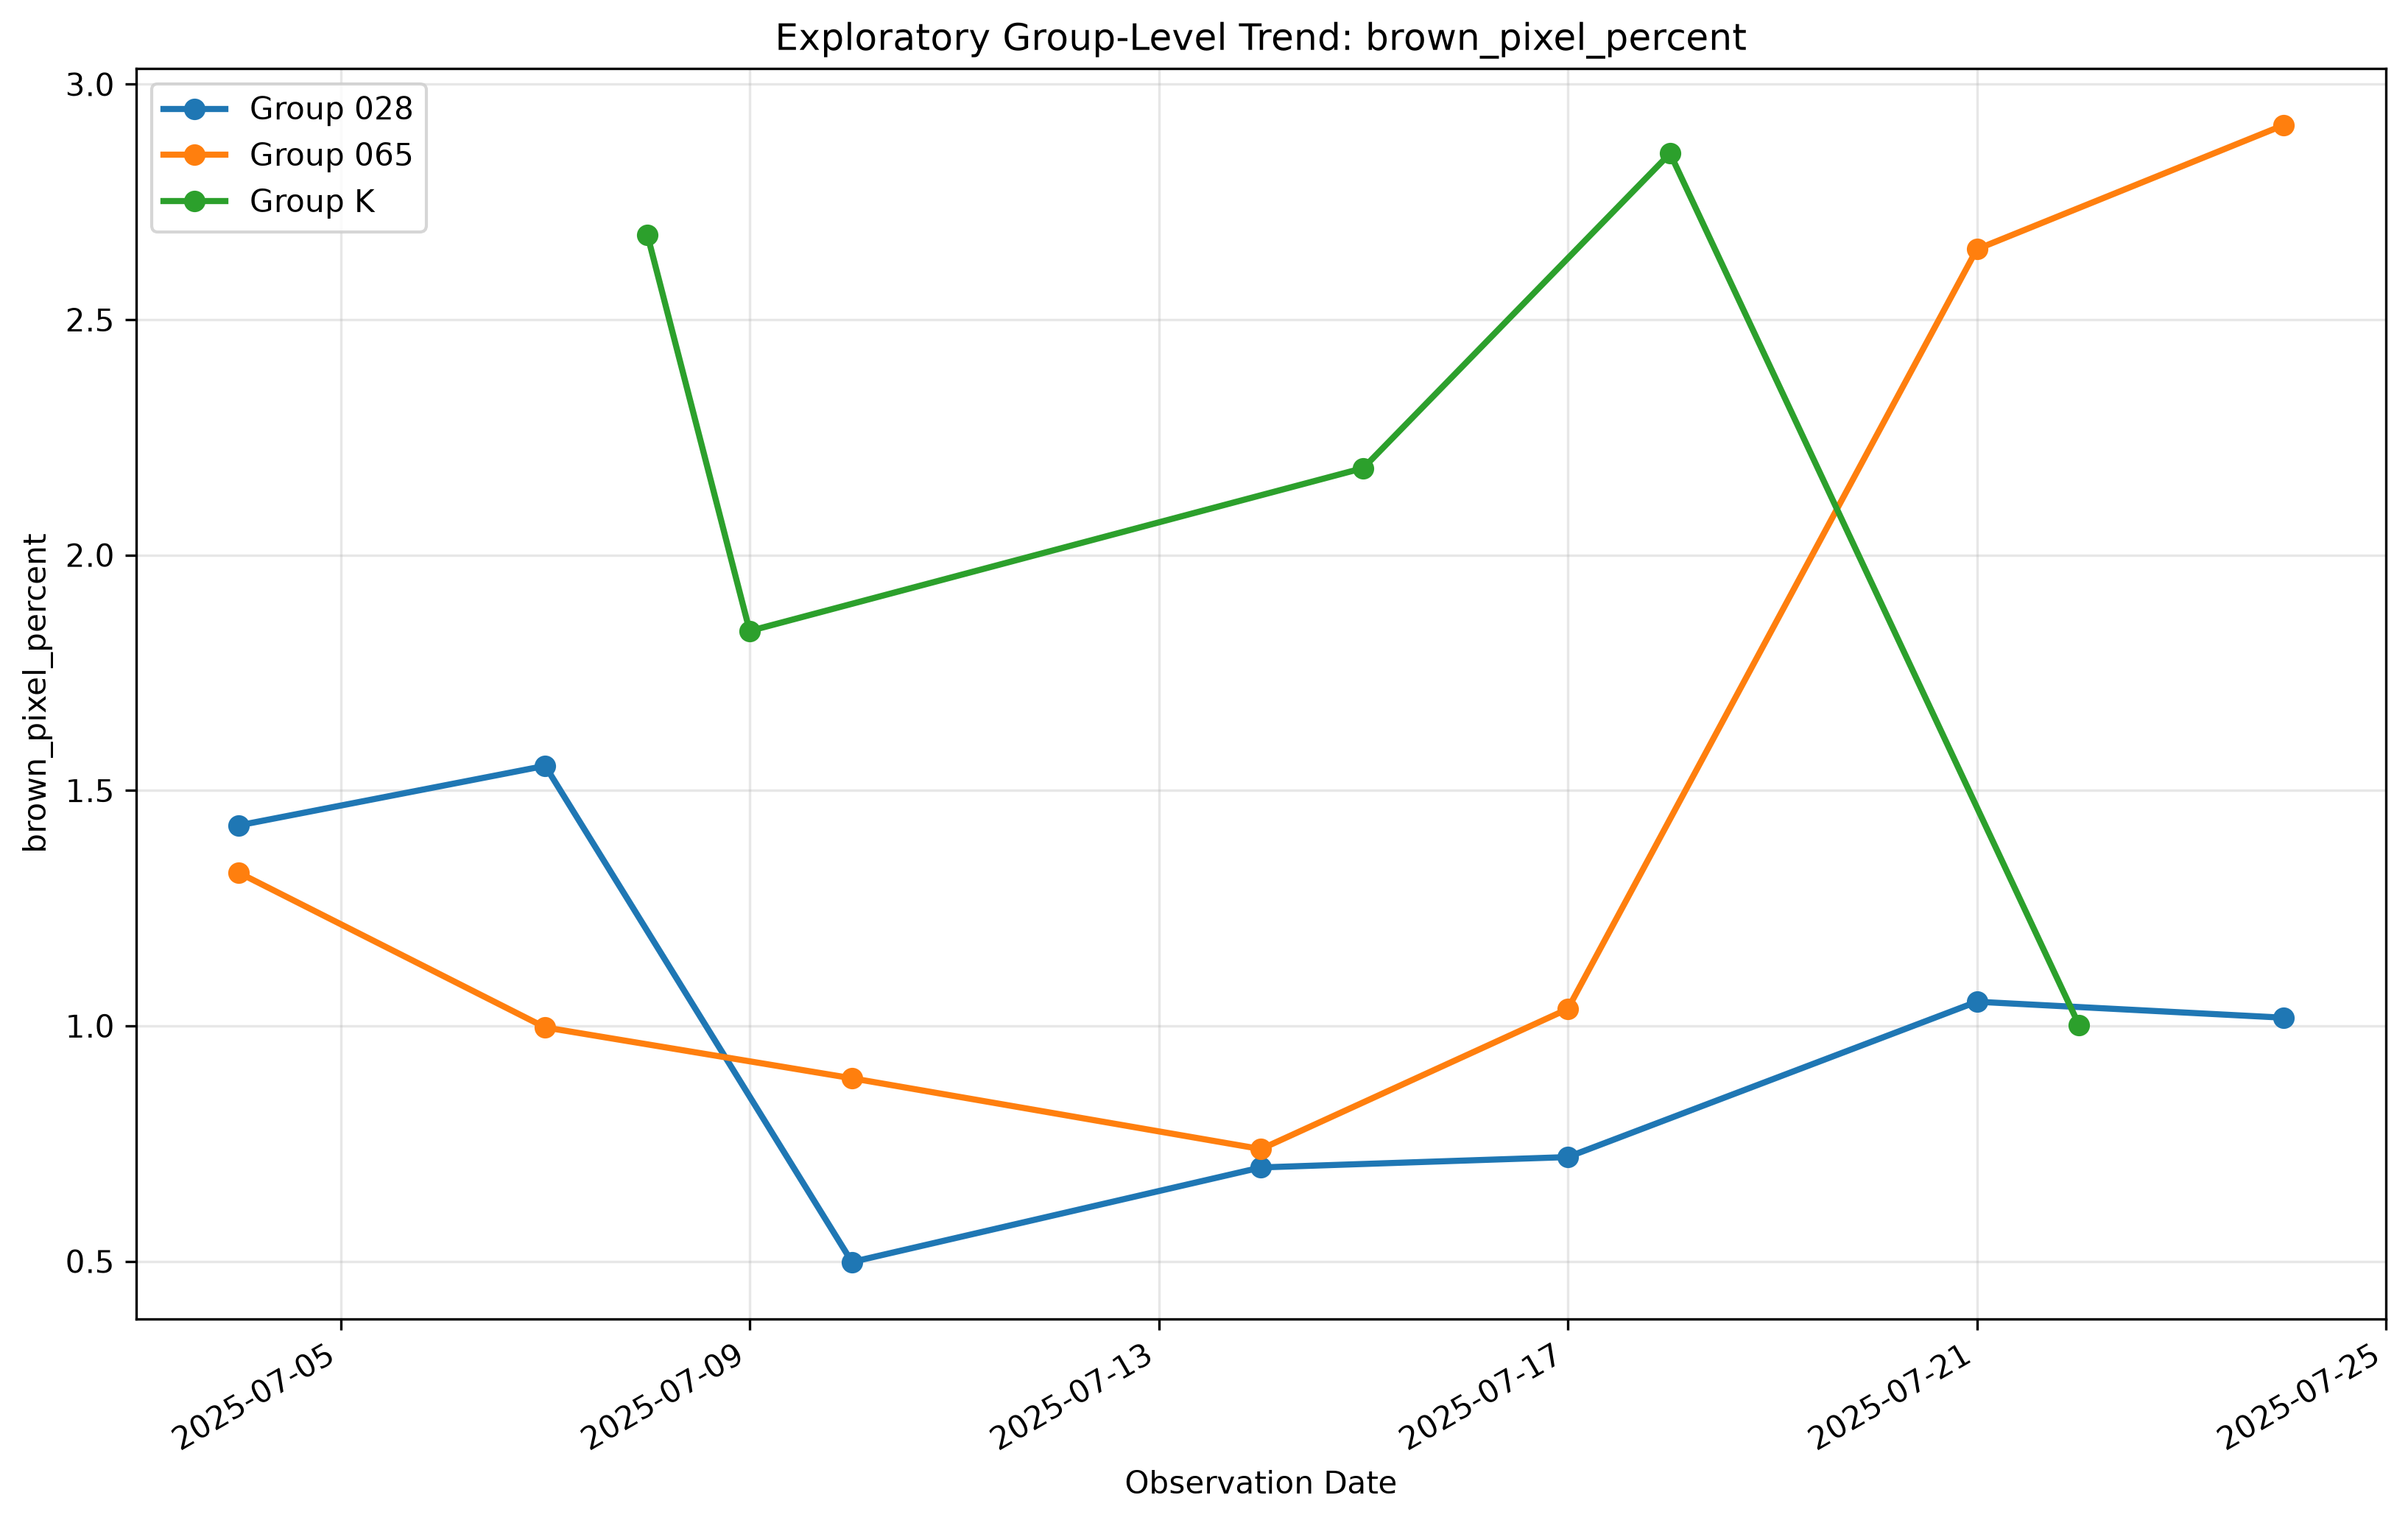 Exploratory Group-Level Trend: brown_pixel_percent
Group 028
Group 065
Group K
3.0
2.5
2.0
1.5
1.0
0.5
brown_pixel_percent
2025-07-05
2025-07-09
2025-07-13
2025-07-17
2025-07-21
2025-07-25
Observation Date